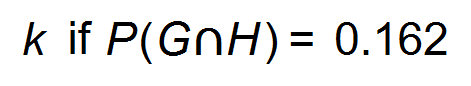 k if P(G∩H) = 0.162